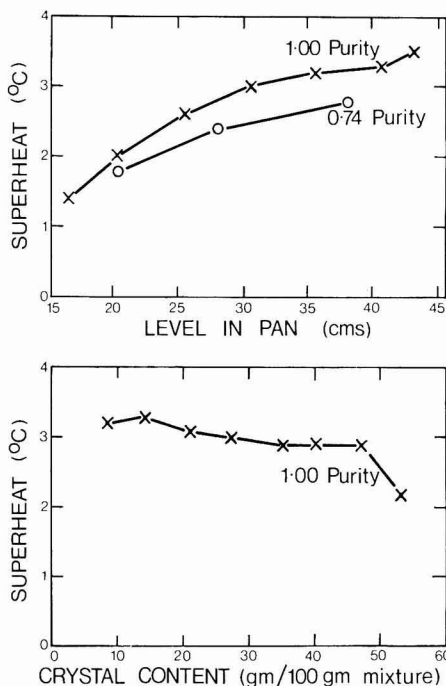 4
1·00 Purity
3
0·74 Purity
2
1
0
SUPERHEAT (°C)
15 20 25 30 35 40 45
LEVEL IN PAN (cms)
4
3
1·00 Purity
2
1
0
SUPERHEAT (°C)
0 10 20 30 40 50 60
CRYSTAL CONTENT (gm/100 gm mixture)